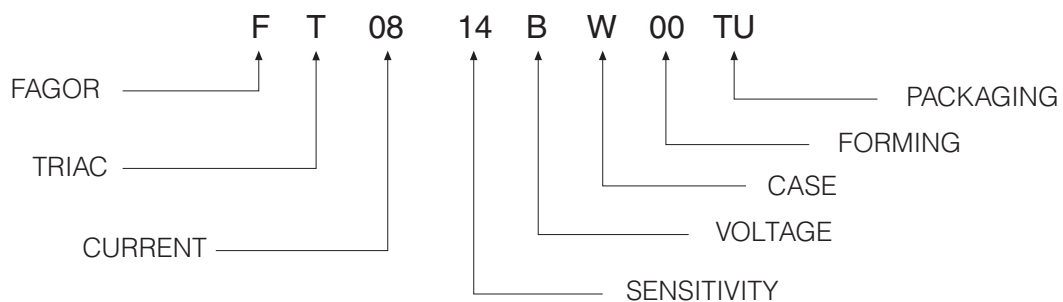 F T 08 14 B W 00 TU
FAGOR
PACKAGING
FORMING
TRIAC
CASE
VOLTAGE
CURRENT
SENSITIVITY